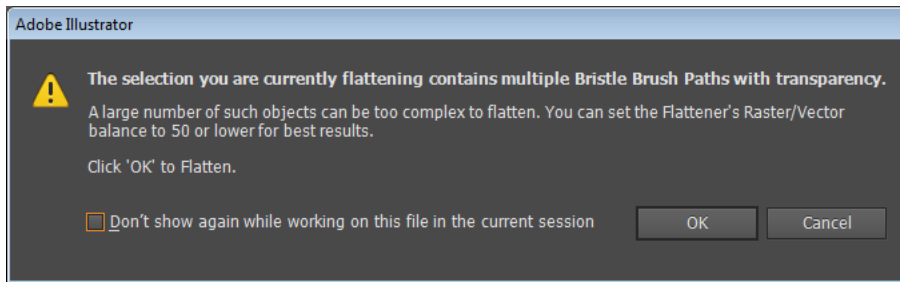 Adobe Illustrator
The selection you are currently flattening contains multiple Bristle Brush Paths with transparency.
A large number of such objects can be too complex to flatten. You can set the Flattener's Raster/Vector
balance to 50 or lower for best results.
Click 'OK' to Flatten.
Don't show again while working on this file in the current session
OK
Cancel